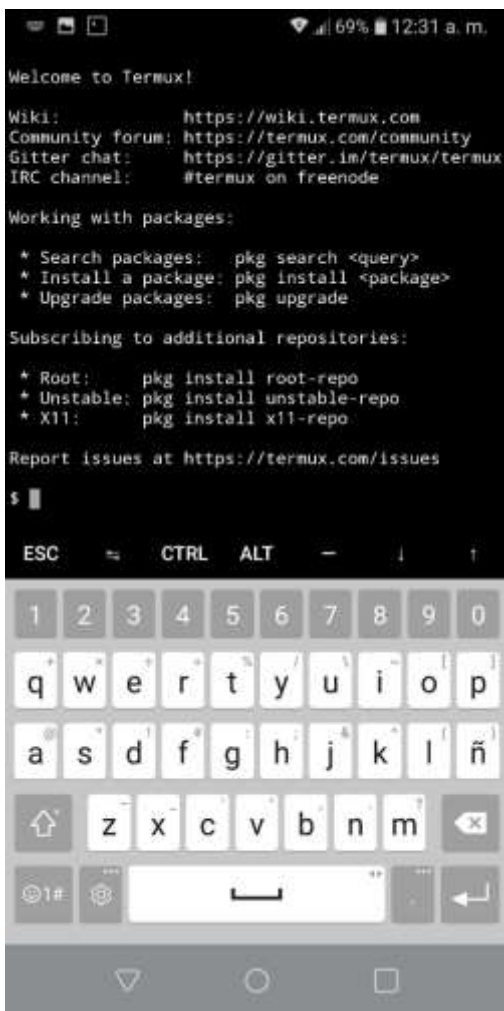 69% 12:31 a. m.
Welcome to Termux!
Wiki: https://wiki.termux.com
Community forum: https://termux.com/community
Gitter chat: https://gitter.im/termux/termux
IRC channel: #termux on freenode
Working with packages:
* Search packages: pkg search <query>
* Install a package: pkg install <package>
* Upgrade packages: pkg upgrade
Subscribing to additional repositories:
* Root: pkg install root-repo
* Unstable: pkg install unstable-repo
* X11: pkg install x11-repo
Report issues at https://termux.com/issues
$
ESC CTRL ALT — ↓ ↑
1 2 3 4 5 6 7 8 9 0
q w e r t y u i o p
a s d f g h j k l ñ
z x c v b n m
1#
.